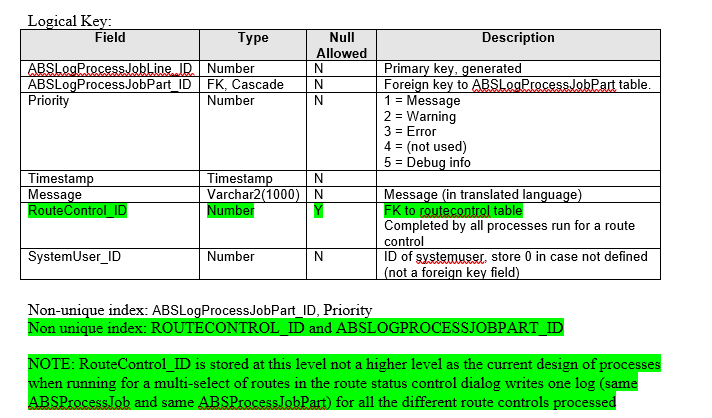 Logical Key:
Field Type Null Allowed Description
ABSLogProcessJobLine_ID Number N Primary key, generated
ABSLogProcessJobPart_ID FK, Cascade N Foreign key to ABSLogProcessJobPart table.
Priority Number N 1 = Message
2 = Warning
3 = Error
4 = (not used)
5 = Debug info
Timestamp Timestamp N
Message Varchar2(1000) N Message (in translated language)
RouteControl_ID Number Y FK to routecontrol table
Completed by all processes run for a route
control
SystemUser_ID Number N ID of systemuser, store 0 in case not defined
(not a foreign key field)
Non-unique index: ABSLogProcessJobPart_ID, Priority
Non unique index: ROUTECONTROL_ID and ABSLOGPROCESSJOBPART_ID
NOTE: RouteControl_ID is stored at this level not a higher level as the current design of processes
when running for a multi-select of routes in the route status control dialog writes one log (same
ABSProcessJob and same ABSProcessJobPart) for all the different route controls processed